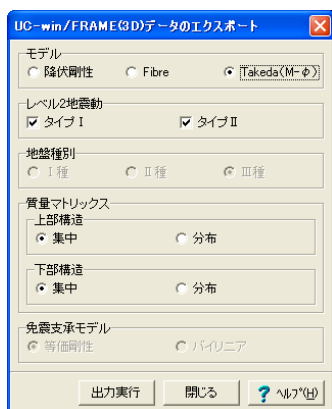 UC-win/FRAME(3D)データのエクスポート
モデル
降伏剛性 Fibre Takeda(M-φ)
レベル2地震動
タイプⅠ タイプⅡ
地盤種別
Ⅰ種 Ⅱ種 Ⅲ種
質量マトリックス
上部構造
集中 分布
下部構造
集中 分布
免震支承モデル
等価剛性 バイリニア
出力実行 閉じる ? ヘルプ(H)